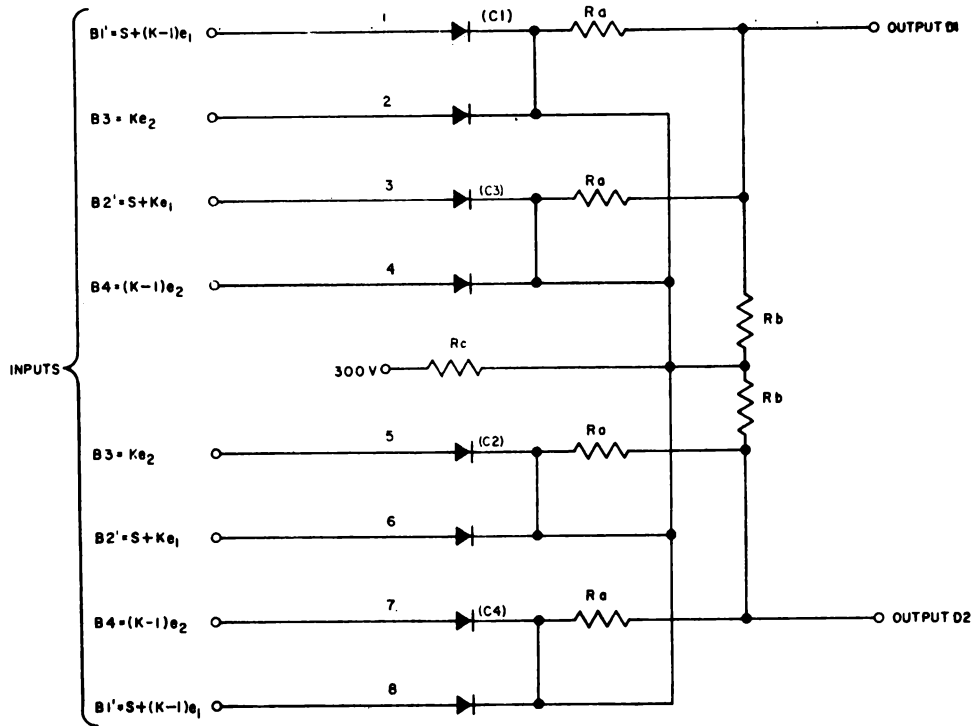 1 (C1) Ra
B1'=S+(K-1)e₁ OUTPUT D1
2
B3 = Ke₂
3 (C3) Ra
B2'=S+Ke₁
4
B4=(K-1)e₂
Rb
Rc
INPUTS 300V
Rb
5 (C2) Ra
B3 = Ke₂
6
B2'=S+Ke₁
7 (C4) Ra
B4=(K-1)e₂ OUTPUT D2
8
B1'=S+(K-1)e₁